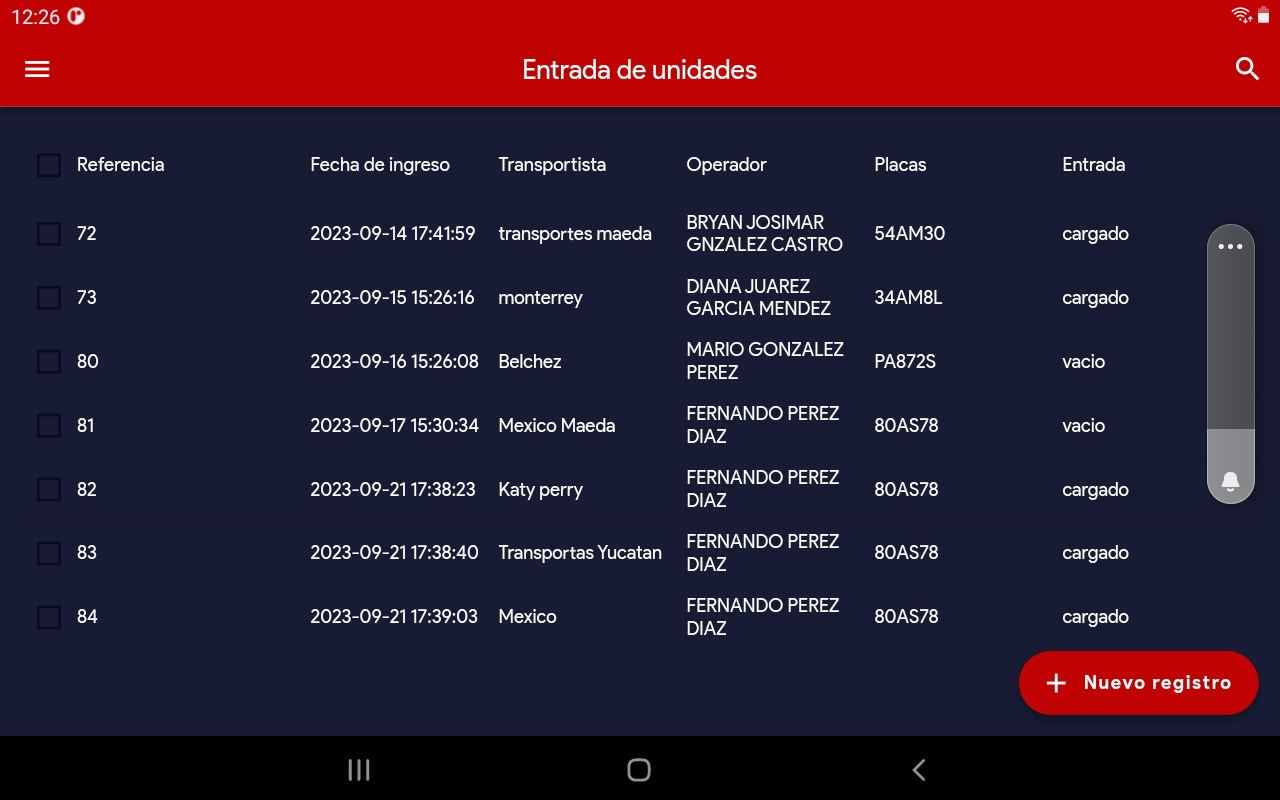 12:26
Entrada de unidades
Referencia Fecha de ingreso Transportista Operador Placas Entrada
72 2023-09-14 17:41:59 transportes maeda BRYAN JOSIMAR GNZALEZ CASTRO 54AM30 cargado
73 2023-09-15 15:26:16 monterrey DIANA JUAREZ GARCIA MENDEZ 34AM8L cargado
80 2023-09-16 15:26:08 Belchez MARIO GONZALEZ PEREZ PA872S vacio
81 2023-09-17 15:30:34 Mexico Maeda FERNANDO PEREZ DIAZ 80AS78 vacio
82 2023-09-21 17:38:23 Katy perry FERNANDO PEREZ DIAZ 80AS78 cargado
83 2023-09-21 17:38:40 Transportas Yucatan FERNANDO PEREZ DIAZ 80AS78 cargado
84 2023-09-21 17:39:03 Mexico FERNANDO PEREZ DIAZ 80AS78 cargado
+ Nuevo registro